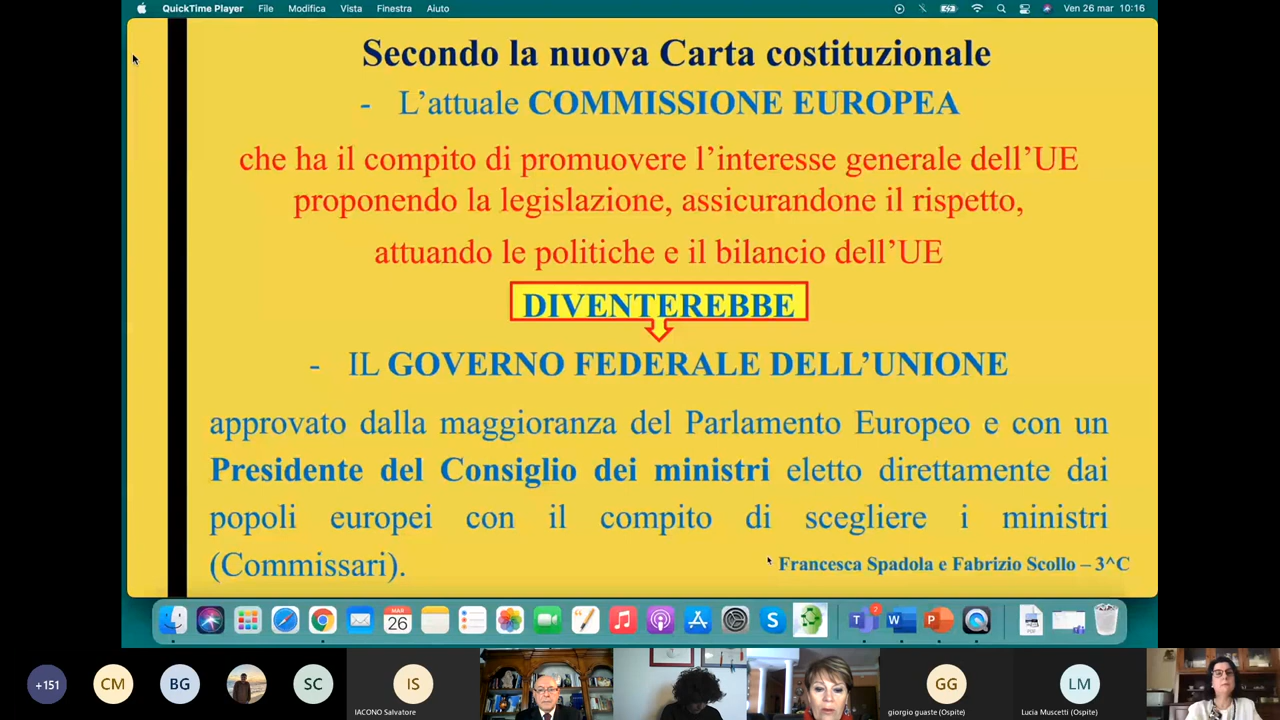 QuickTime Player File Modifica Vista Finestra Aiuto Ven 26 mar 10:16
Secondo la nuova Carta costituzionale
- L’attuale COMMISSIONE EUROPEA
che ha il compito di promuovere l’interesse generale dell’UE
proponendo la legislazione, assicurandone il rispetto,
attuando le politiche e il bilancio dell’UE
DIVENTEREBBE
- IL GOVERNO FEDERALE DELL’UNIONE
approvato dalla maggioranza del Parlamento Europeo e con un
Presidente del Consiglio dei ministri eletto direttamente dai
popoli europei con il compito di scegliere i ministri
(Commissari).
Francesca Spadola e Fabrizio Scollo – 3^C
MAR
26
2
PDF
+151 CM BG SC IS GG LM
IACONO Salvatore giorgio guaste (Ospite) Lucia Muscetti (Ospite)